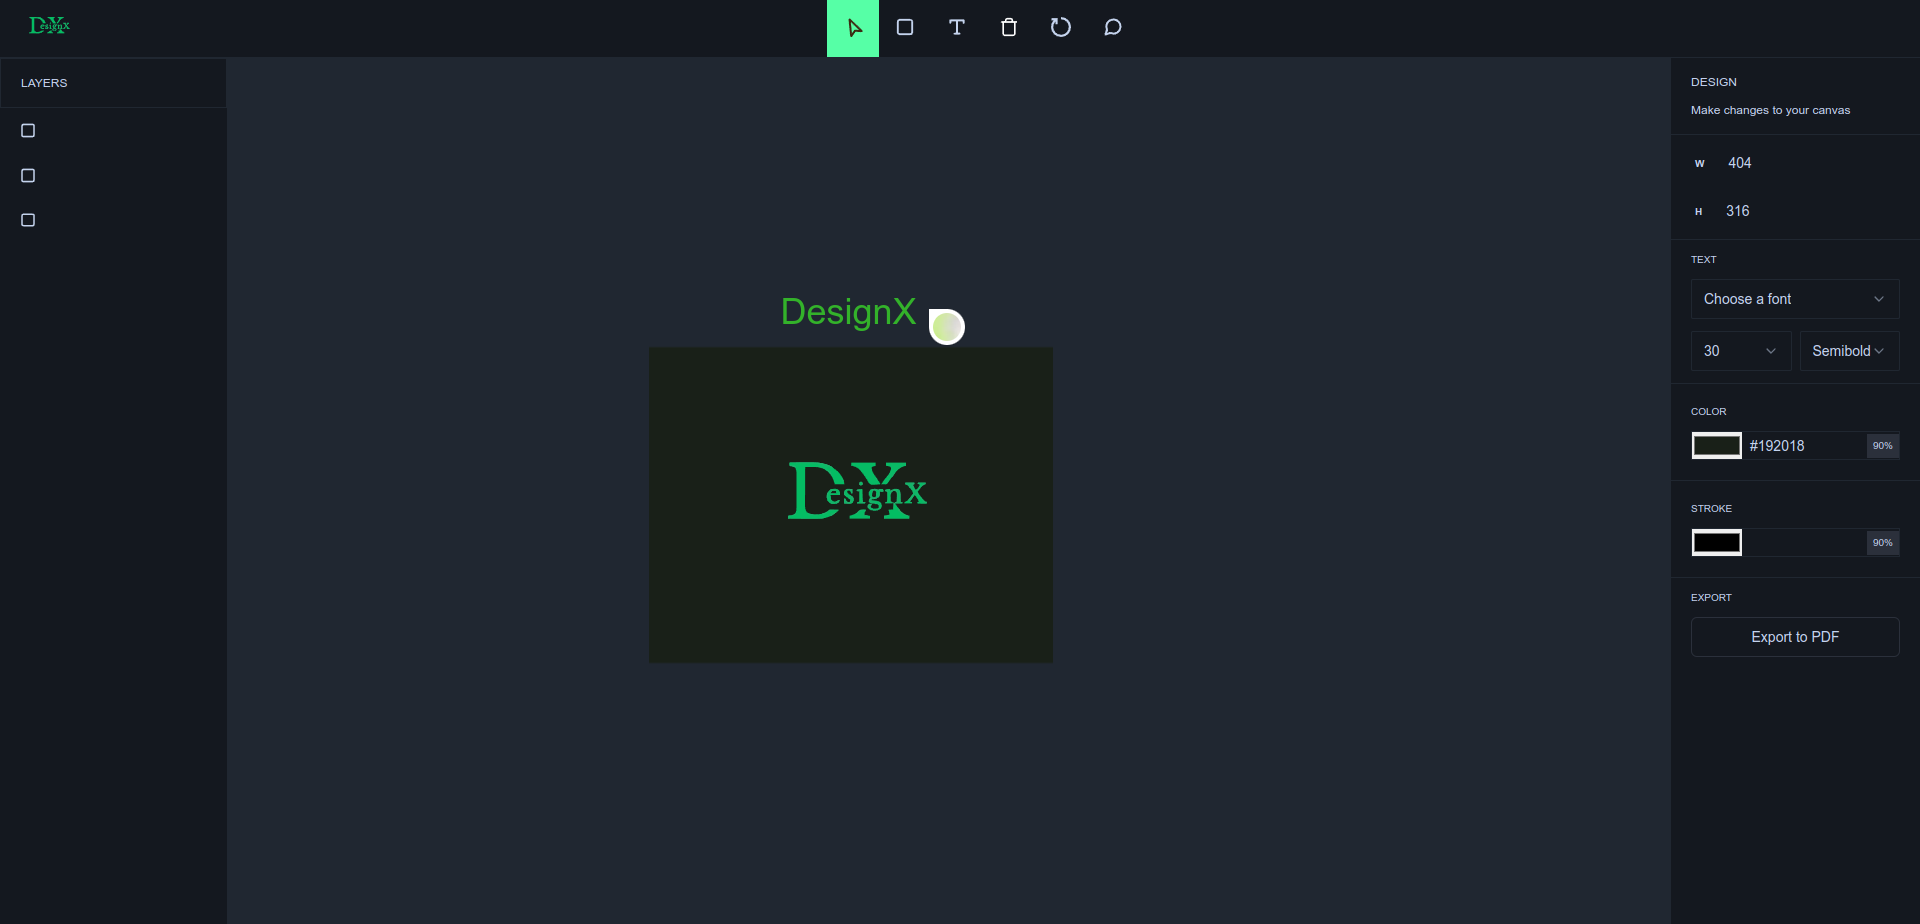 DesignX
LAYERS
DesignX
DesignX
DESIGN
Make changes to your canvas
W 404
H 316
TEXT
Choose a font
30 Semibold
COLOR
#192018 90%
STROKE
90%
EXPORT
Export to PDF